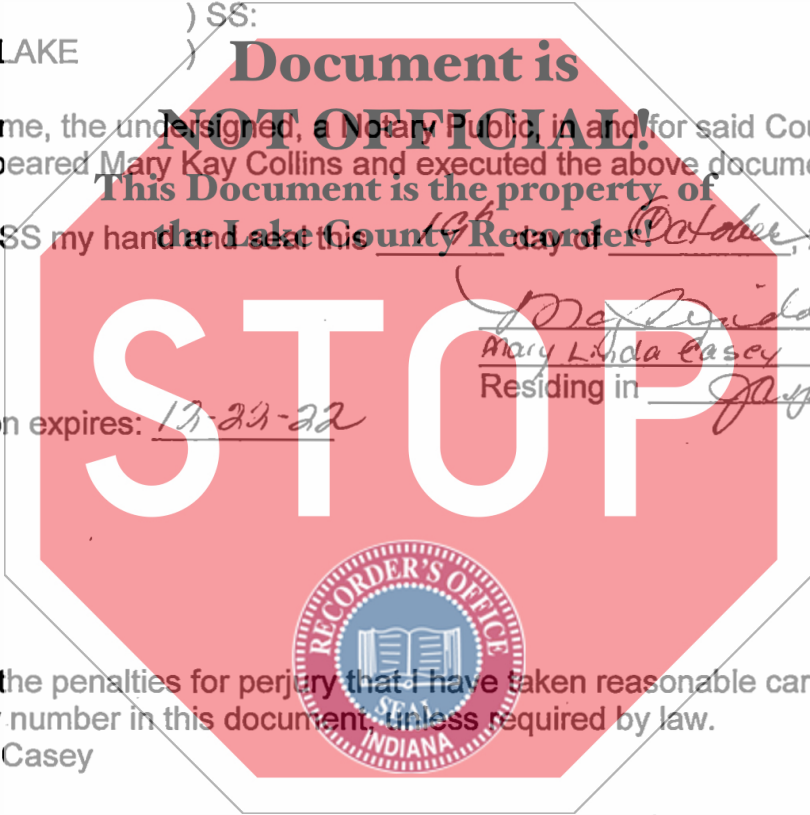 ) SS:
LAKE )
Document is
NOT OFFICIAL!
me, the undersigned, a Notary Public, in and for said Cou
peared Mary Kay Collins and executed the above docume
This Document is the property of
the Lake County Recorder!
SS my hand and seal this 19th day of October,
Mary Linda Casey
Residing in
n expires: 12-22-22
STOP
RECORDER'S OFFICE
SEAL
INDIANA
the penalties for perjury that I have taken reasonable car
number in this document, unless required by law.
Casey